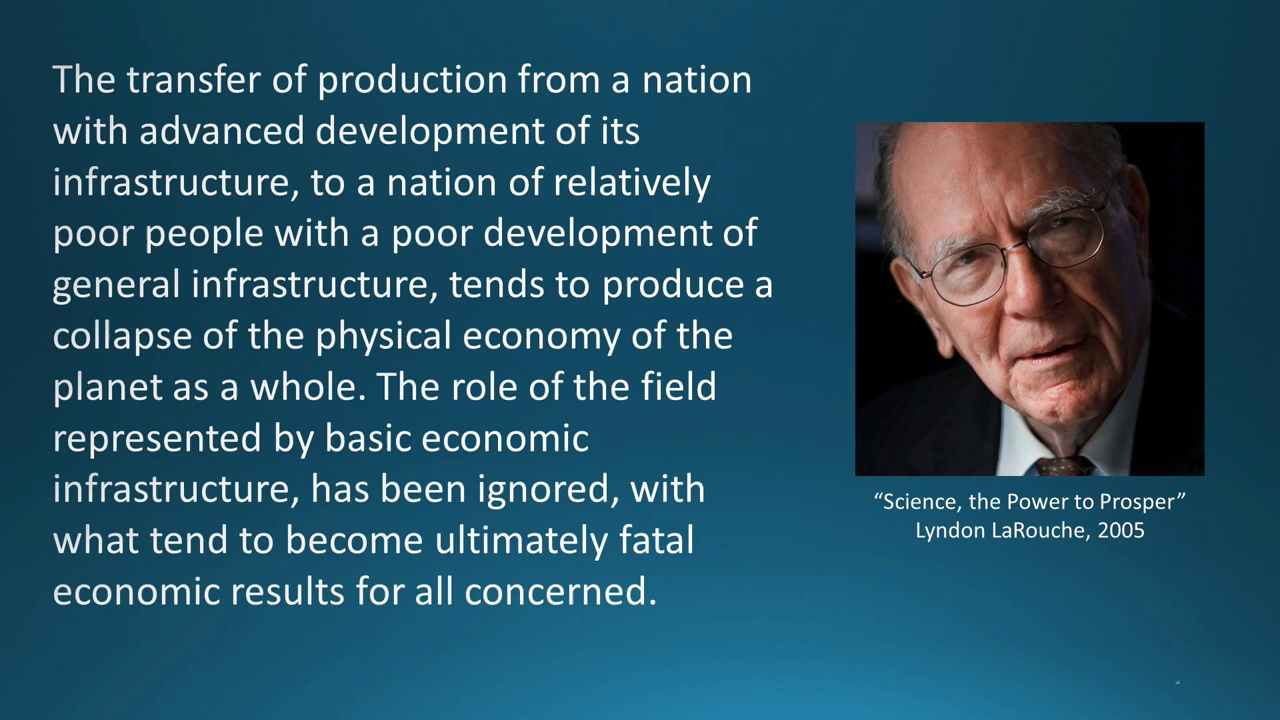 The transfer of production from a nation
with advanced development of its
infrastructure, to a nation of relatively
poor people with a poor development of
general infrastructure, tends to produce a
collapse of the physical economy of the
planet as a whole. The role of the field
represented by basic economic
infrastructure, has been ignored, with
what tend to become ultimately fatal
economic results for all concerned.
“Science, the Power to Prosper”
Lyndon LaRouche, 2005